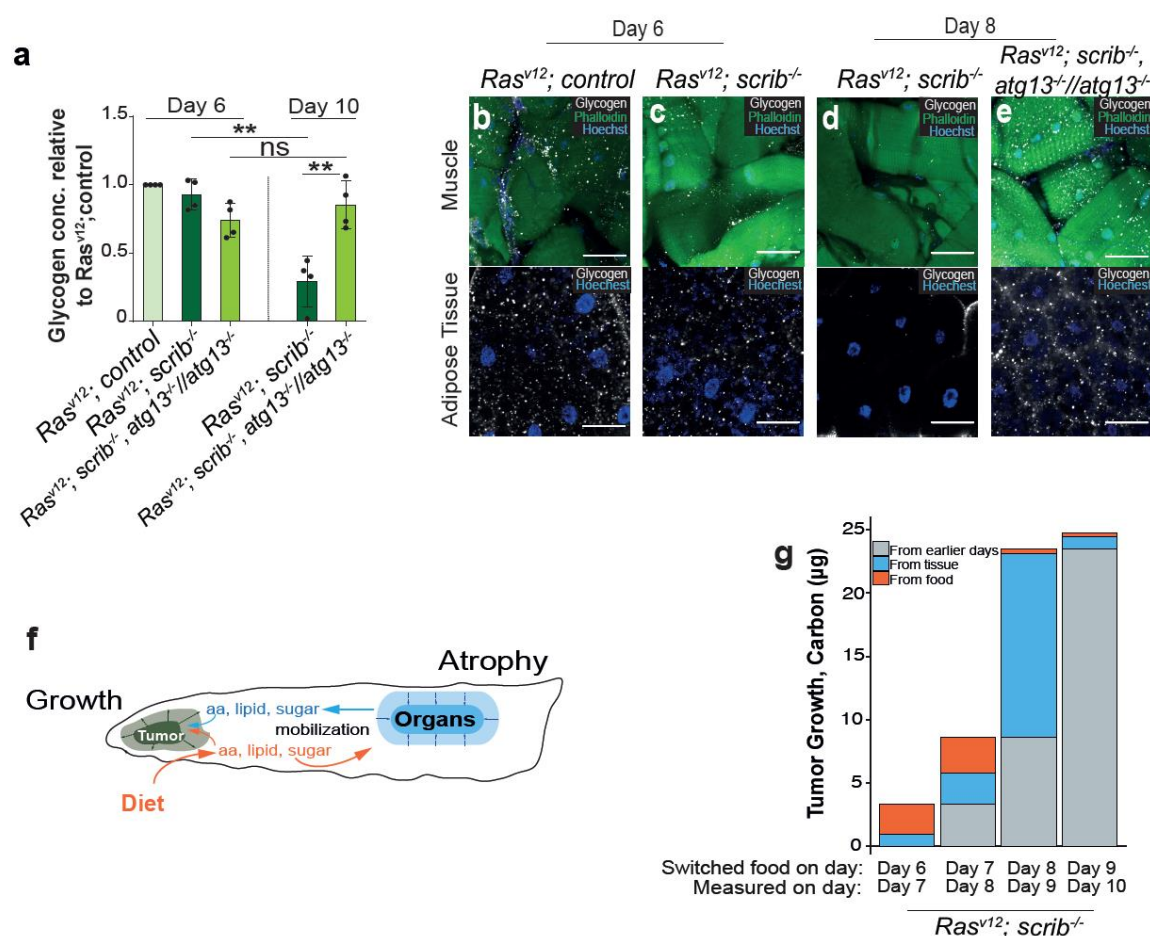 a
Glycogen conc. relative
to Rasv12;control
1.5
1.0
0.5
0
Day 6
Day 10
**
ns
**
Rasv12; control
Rasv12; scrib-/-
Rasv12; scrib-/-, atg13-/-//atg13-/-
Rasv12; scrib-/-
Rasv12; scrib-/-, atg13-/-//atg13-/-
Day 6
Day 8
Rasv12; control
Rasv12; scrib-/-
Rasv12; scrib-/-
Rasv12; scrib-/-,
atg13-/-//atg13-/-
Muscle
b
Glycogen
Phalloidin
Hoechst
c
Glycogen
Phalloidin
Hoechst
d
Glycogen
Phalloidin
Hoechst
e
Glycogen
Phalloidin
Hoechst
Adipose Tissue
Glycogen
Hoechest
Glycogen
Hoechest
Glycogen
Hoechest
Glycogen
Hoechest
f
Growth
Atrophy
Tumor
aa, lipid, sugar
mobilization
aa, lipid, sugar
Organs
Diet
g
Tumor Growth, Carbon (µg)
25
20
15
10
5
0
From earlier days
From tissue
From food
Switched food on day: Day 6 Day 7 Day 8 Day 9
Measured on day: Day 7 Day 8 Day 9 Day 10
Rasv12; scrib-/-